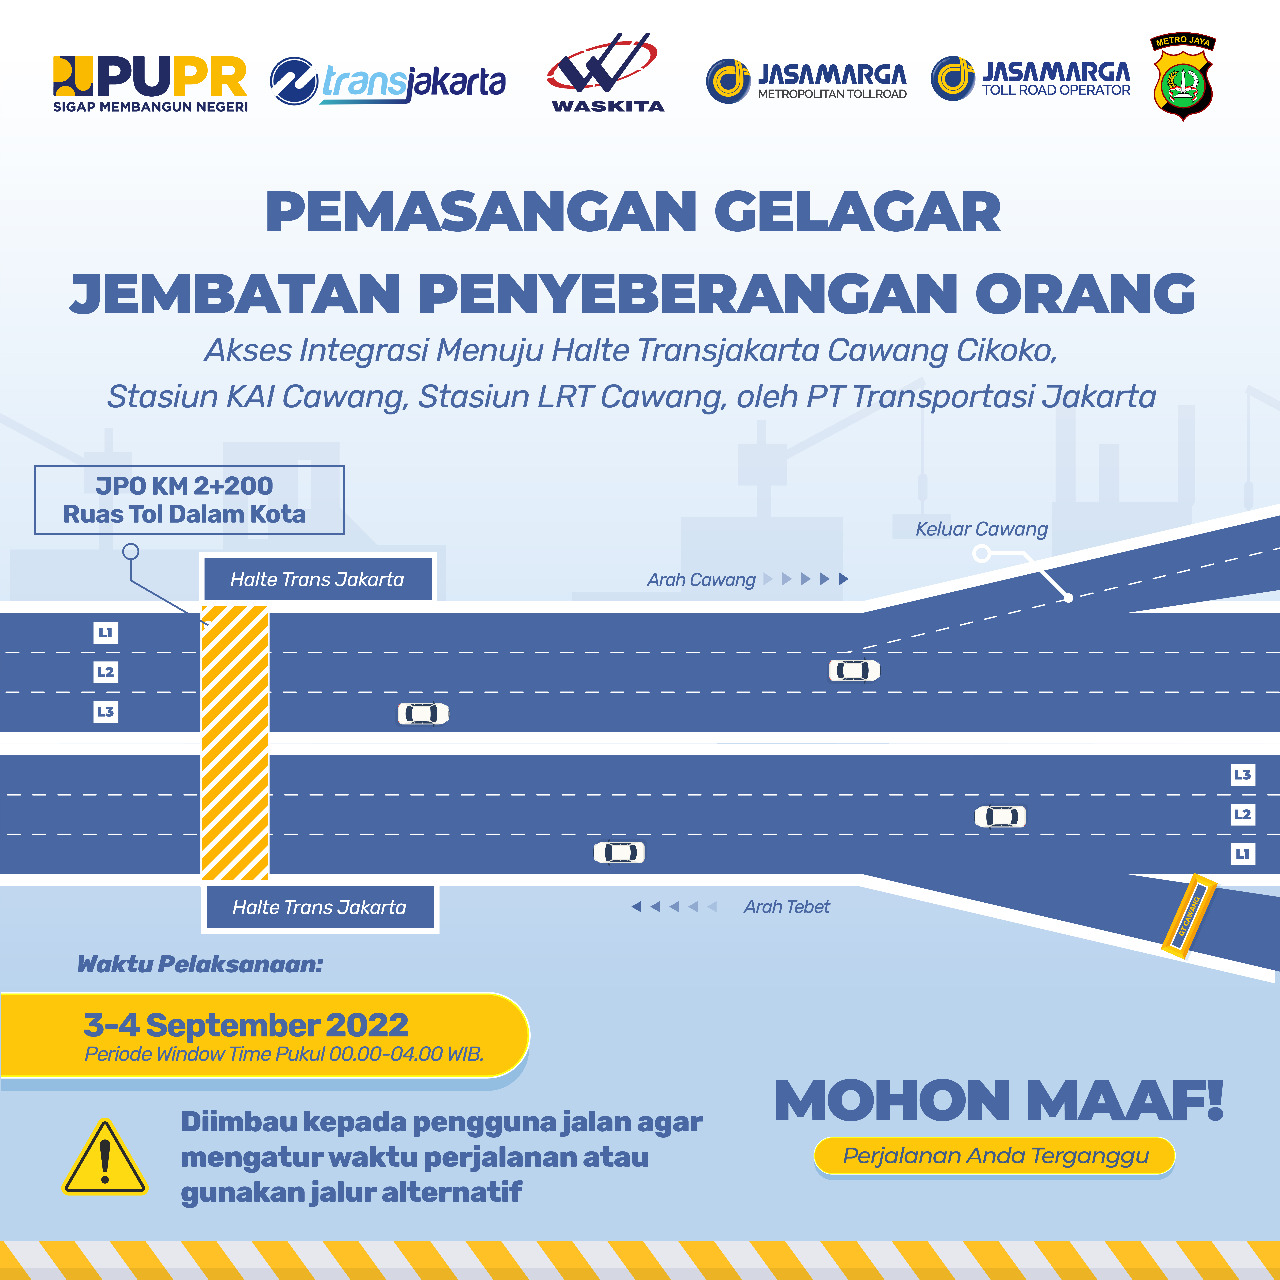 PUPR
SIGAP MEMBANGUN NEGERI
transjakarta
WASKITA
JASAMARGA
METROPOLITAN TOLLROAD
JASAMARGA
TOLL ROAD OPERATOR
METRO JAYA
PEMASANGAN GELAGAR
JEMBATAN PENYEBERANGAN ORANG
Akses Integrasi Menuju Halte Transjakarta Cawang Cikoko,
Stasiun KAI Cawang, Stasiun LRT Cawang, oleh PT Transportasi Jakarta
JPO KM 2+200
Ruas Tol Dalam Kota
Keluar Cawang
Halte Trans Jakarta
Arah Cawang
L1
L2
L3
L3
L2
L1
GT CAWANG
Halte Trans Jakarta
Arah Tebet
Waktu Pelaksanaan:
3-4 September 2022
Periode Window Time Pukul 00.00-04.00 WIB.
Diimbau kepada pengguna jalan agar
mengatur waktu perjalanan atau
gunakan jalur alternatif
MOHON MAAF!
Perjalanan Anda Terganggu